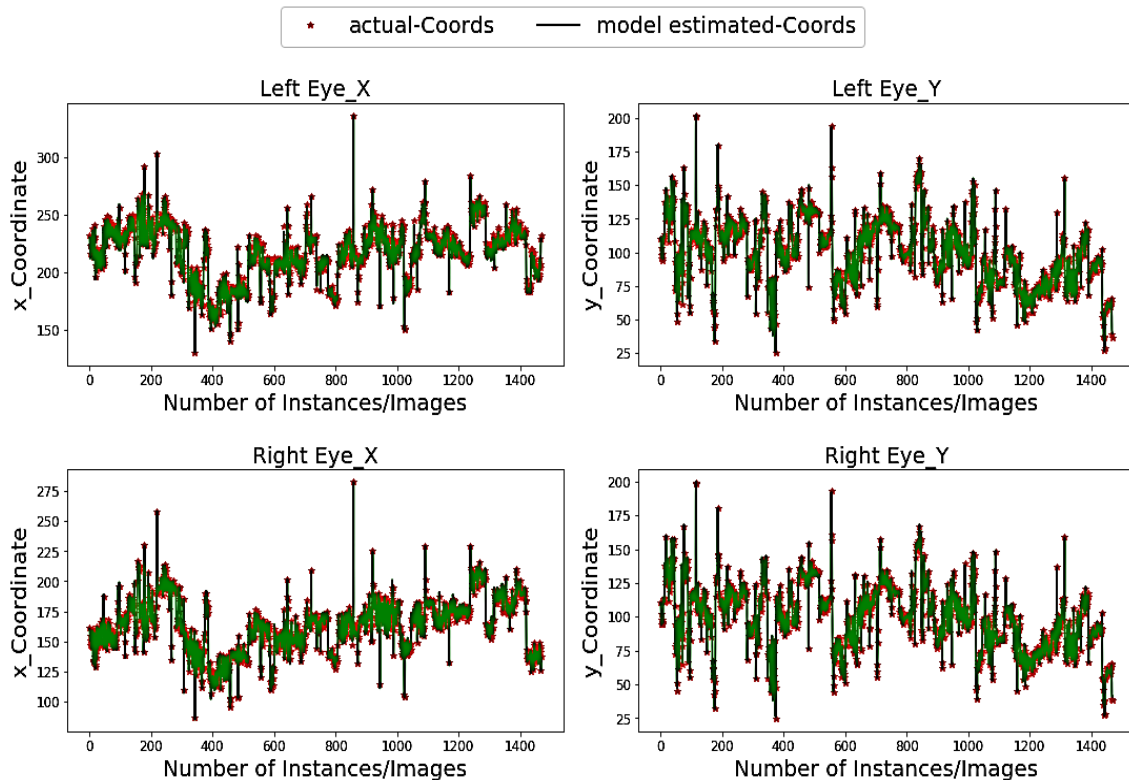 actual-Coords model estimated-Coords
Left Eye_X
x_Coordinate
300
250
200
150
0 200 400 600 800 1000 1200 1400
Number of Instances/Images
Left Eye_Y
y_Coordinate
200
175
150
125
100
75
50
25
0 200 400 600 800 1000 1200 1400
Number of Instances/Images
Right Eye_X
x_Coordinate
275
250
225
200
175
150
125
100
0 200 400 600 800 1000 1200 1400
Number of Instances/Images
Right Eye_Y
y_Coordinate
200
175
150
125
100
75
50
25
0 200 400 600 800 1000 1200 1400
Number of Instances/Images